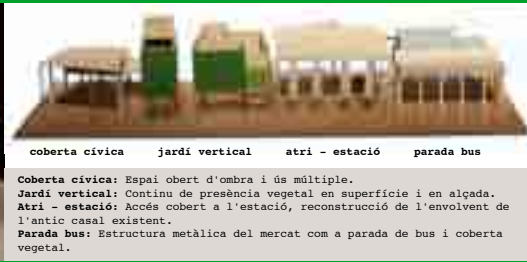 coberta cívica jardí vertical atri - estació parada bus
Coberta cívica: Espai obert d'ombra i ús múltiple.
Jardí vertical: Continu de presència vegetal en superfície i en alçada.
Atri - estació: Accés cobert a l'estació, reconstrucció de l'envolvent de
l'antic casal existent.
Parada bus: Estructura metàlica del mercat com a parada de bus i coberta
vegetal.